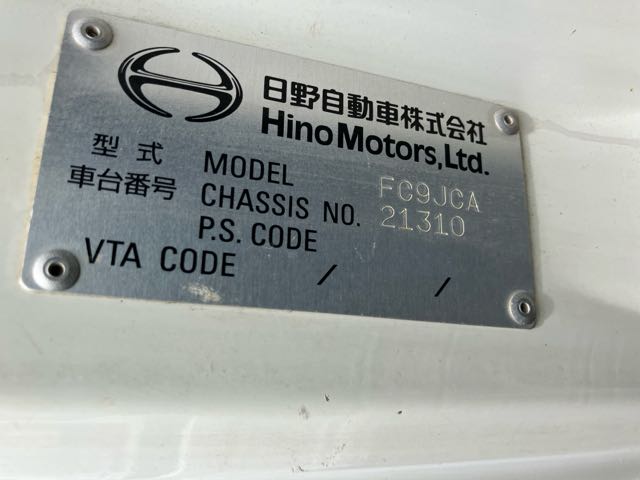 日野自動車株式会社
Hino Motors, Ltd.
型式 MODEL FC9JCA
車台番号 CHASSIS NO. 21310
P.S. CODE
VTA CODE / /